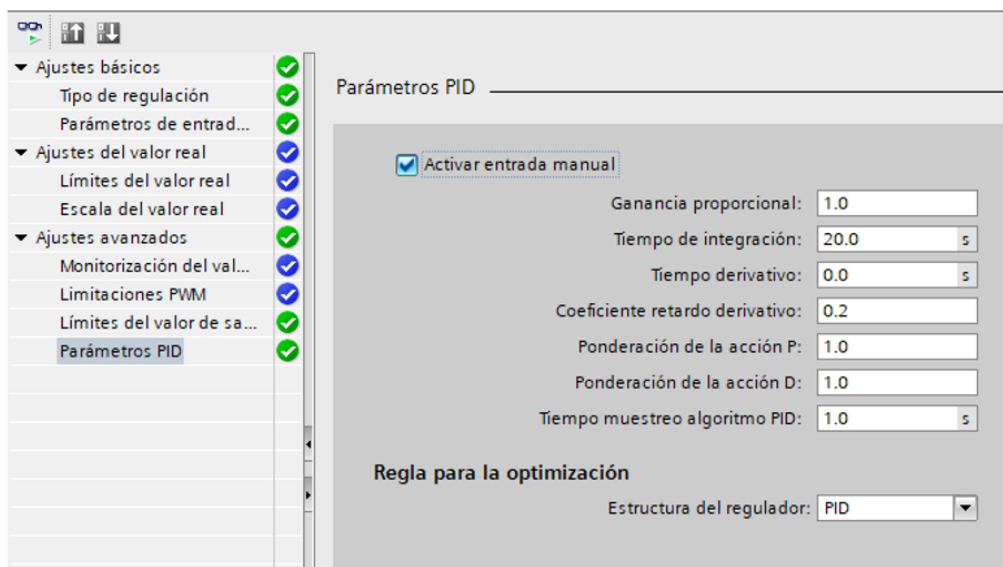 Ajustes básicos
Tipo de regulación
Parámetros de entrad...
Ajustes del valor real
Límites del valor real
Escala del valor real
Ajustes avanzados
Monitorización del val...
Limitaciones PWM
Límites del valor de sa...
Parámetros PID
Parámetros PID
Activar entrada manual
Ganancia proporcional: 1.0
Tiempo de integración: 20.0 s
Tiempo derivativo: 0.0 s
Coeficiente retardo derivativo: 0.2
Ponderación de la acción P: 1.0
Ponderación de la acción D: 1.0
Tiempo muestreo algoritmo PID: 1.0 s
Regla para la optimización
Estructura del regulador: PID